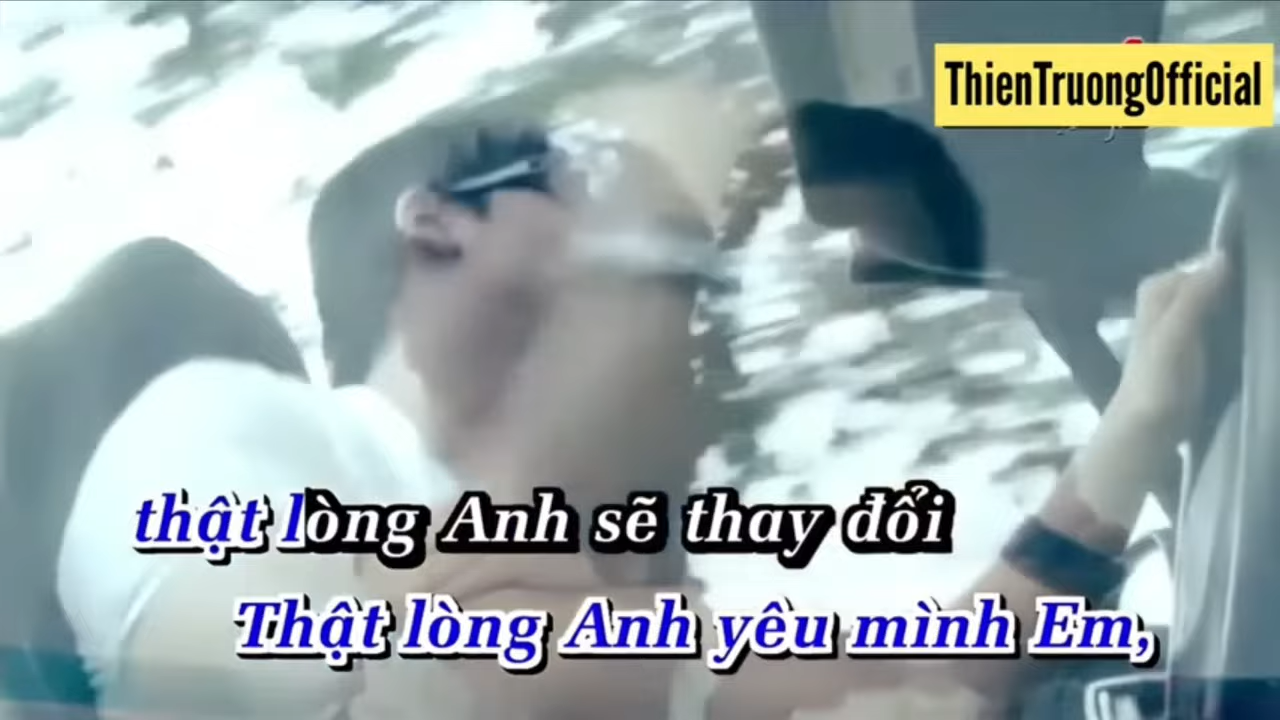 ThienTruongOfficial
thật lòng Anh sẽ thay đổi
Thật lòng Anh yêu mình Em,